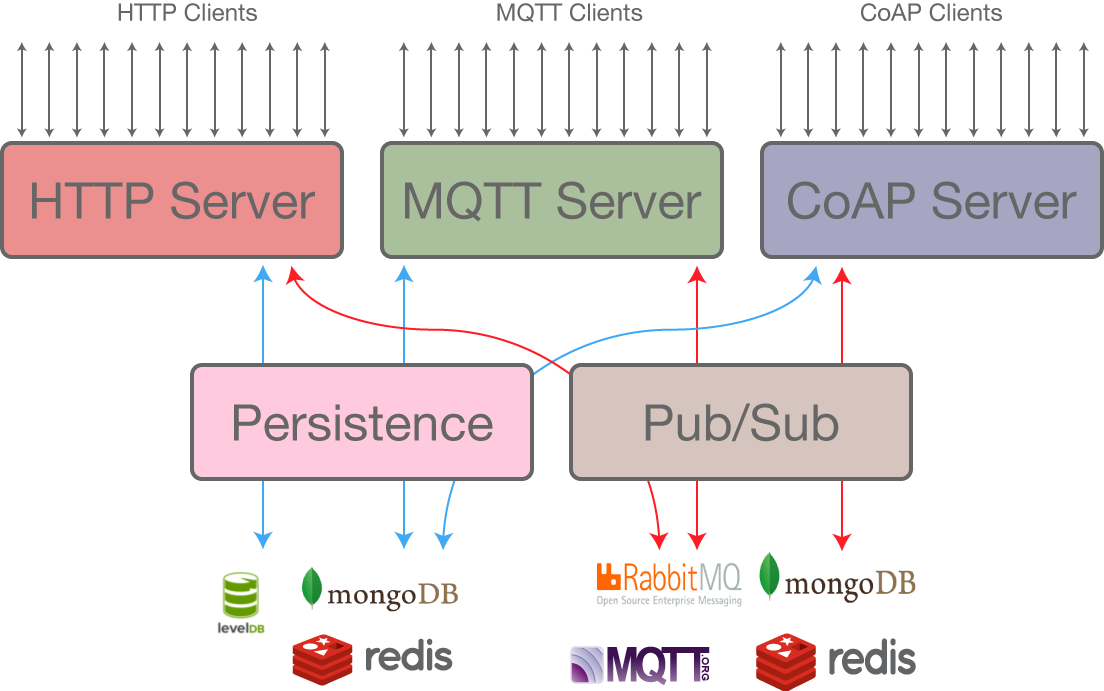 HTTP Clients
MQTT Clients
CoAP Clients
HTTP Server
MQTT Server
CoAP Server
Persistence
Pub/Sub
levelDB
mongoDB
RabbitMQ
Open Source Enterprise Messaging
mongoDB
redis
MQTT.ORG
redis